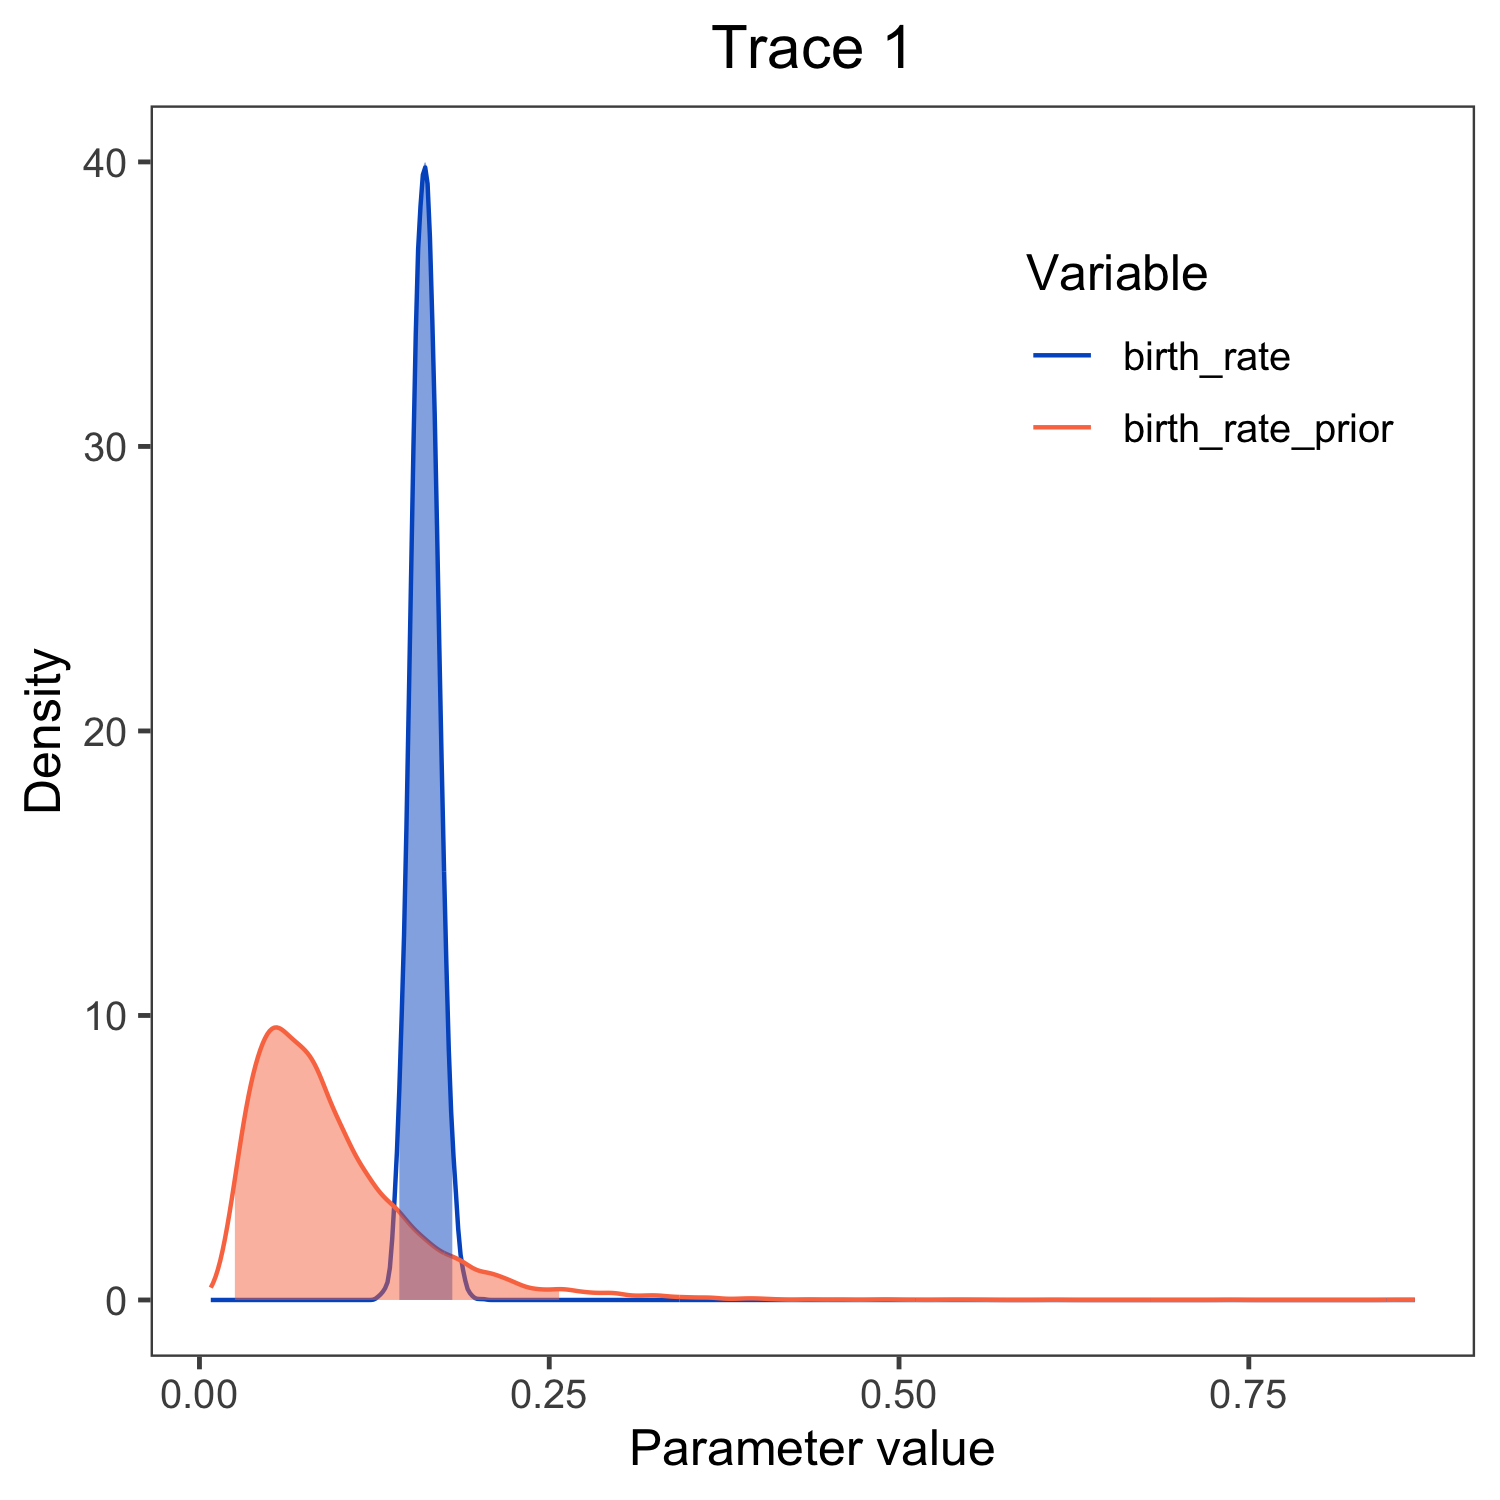 Trace 1
40
30
20
10
0
Density
Variable
birth_rate
birth_rate_prior
0.00
0.25
0.50
0.75
Parameter value